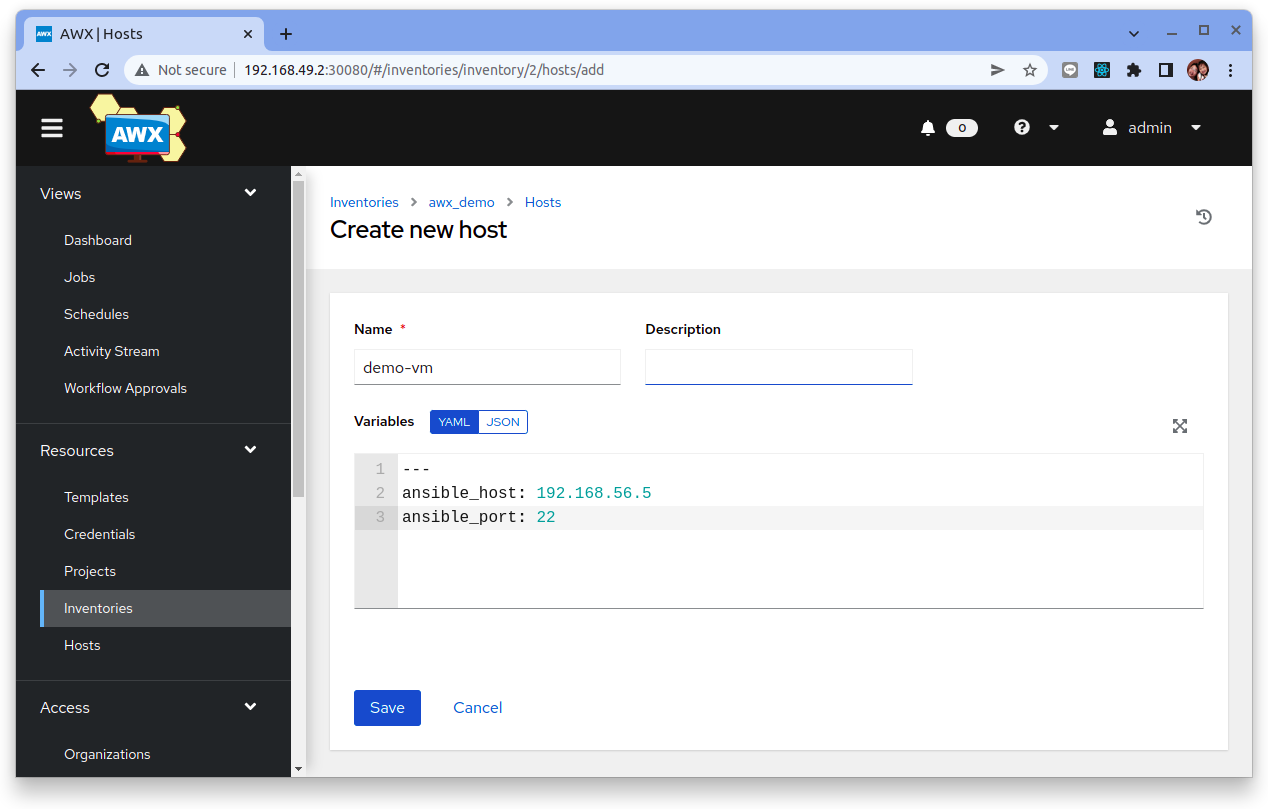 AWX AWX | Hosts
Not secure 192.168.49.2:30080/#/inventories/inventory/2/hosts/add
AWX 0 ? admin
Views
Dashboard
Jobs
Schedules
Activity Stream
Workflow Approvals
Resources
Templates
Credentials
Projects
Inventories
Hosts
Access
Organizations
Inventories > awx_demo > Hosts
Create new host
Name * Description
demo-vm
Variables YAML JSON
1 ---
2 ansible_host: 192.168.56.5
3 ansible_port: 22
Save Cancel